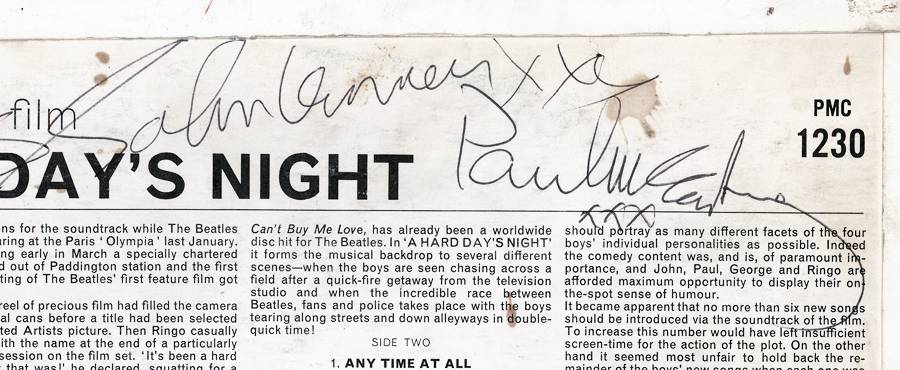 John Lennon xxx
film
PMC
1230
Paul McCartney
xxx
DAY'S NIGHT
ns for the soundtrack while The Beatles
ring at the Paris ' Olympia ' last January.
ng early in March a specially chartered
d out of Paddington station and the first
ting of The Beatles' first feature film got
reel of precious film had filled the camera
al cans before a title had been selected
ted Artists picture. Then Ringo casually
ith the name at the end of a particularly
session on the film set. 'It's been a hard
t that was!' he declared, squatting for a
Can't Buy Me Love, has already been a worldwide
disc hit for The Beatles. In 'A HARD DAY'S NIGHT'
it forms the musical backdrop to several different
scenes—when the boys are seen chasing across a
field after a quick-fire getaway from the television
studio and when the incredible race between
Beatles, fans and police takes place with the boys
tearing along streets and down alleyways in double-
quick time!
SIDE TWO
1. ANY TIME AT ALL
should portray as many different facets of the four
boys' individual personalities as possible. Indeed
the comedy content was, and is, of paramount im-
portance, and John, Paul, George and Ringo are
afforded maximum opportunity to display their on-
the-spot sense of humour.
It became apparent that no more than six new songs
should be introduced via the soundtrack of the film.
To increase this number would have left insufficient
screen-time for the action of the plot. On the other
hand it seemed most unfair to hold back the re-
mainder of the boys' new songs when each one was